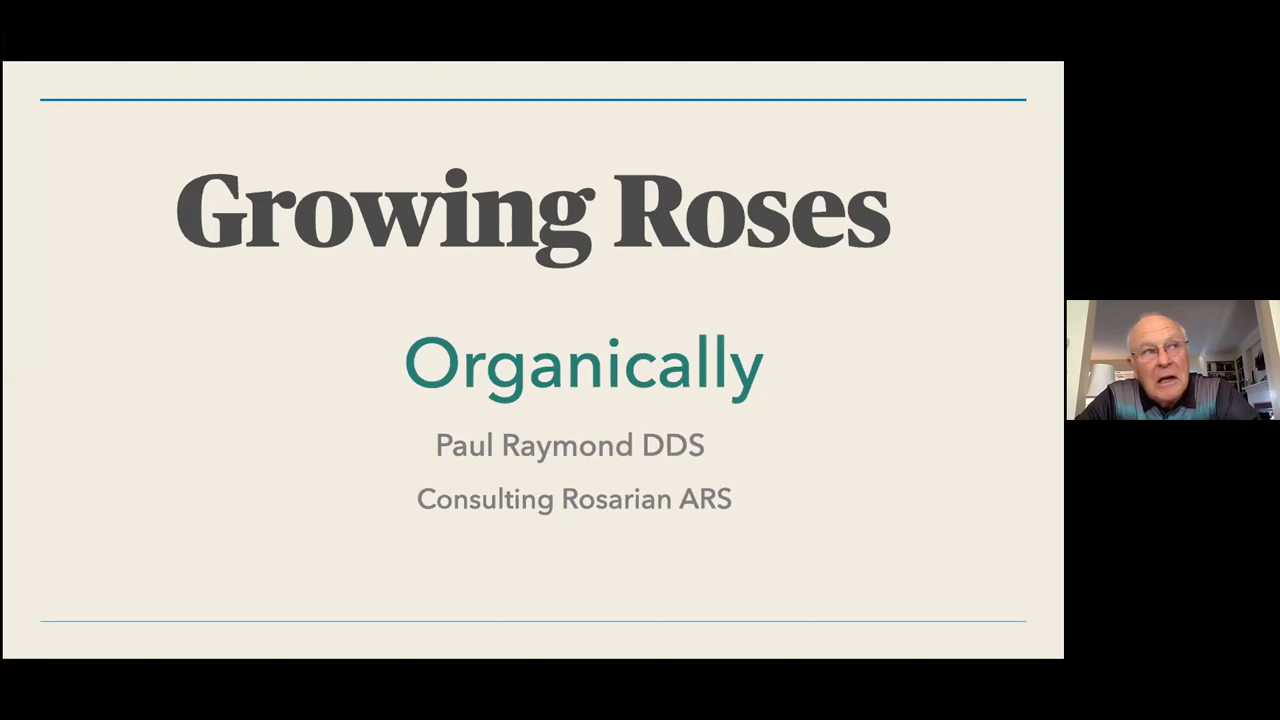 Growing Roses
Organically
Paul Raymond DDS
Consulting Rosarian ARS